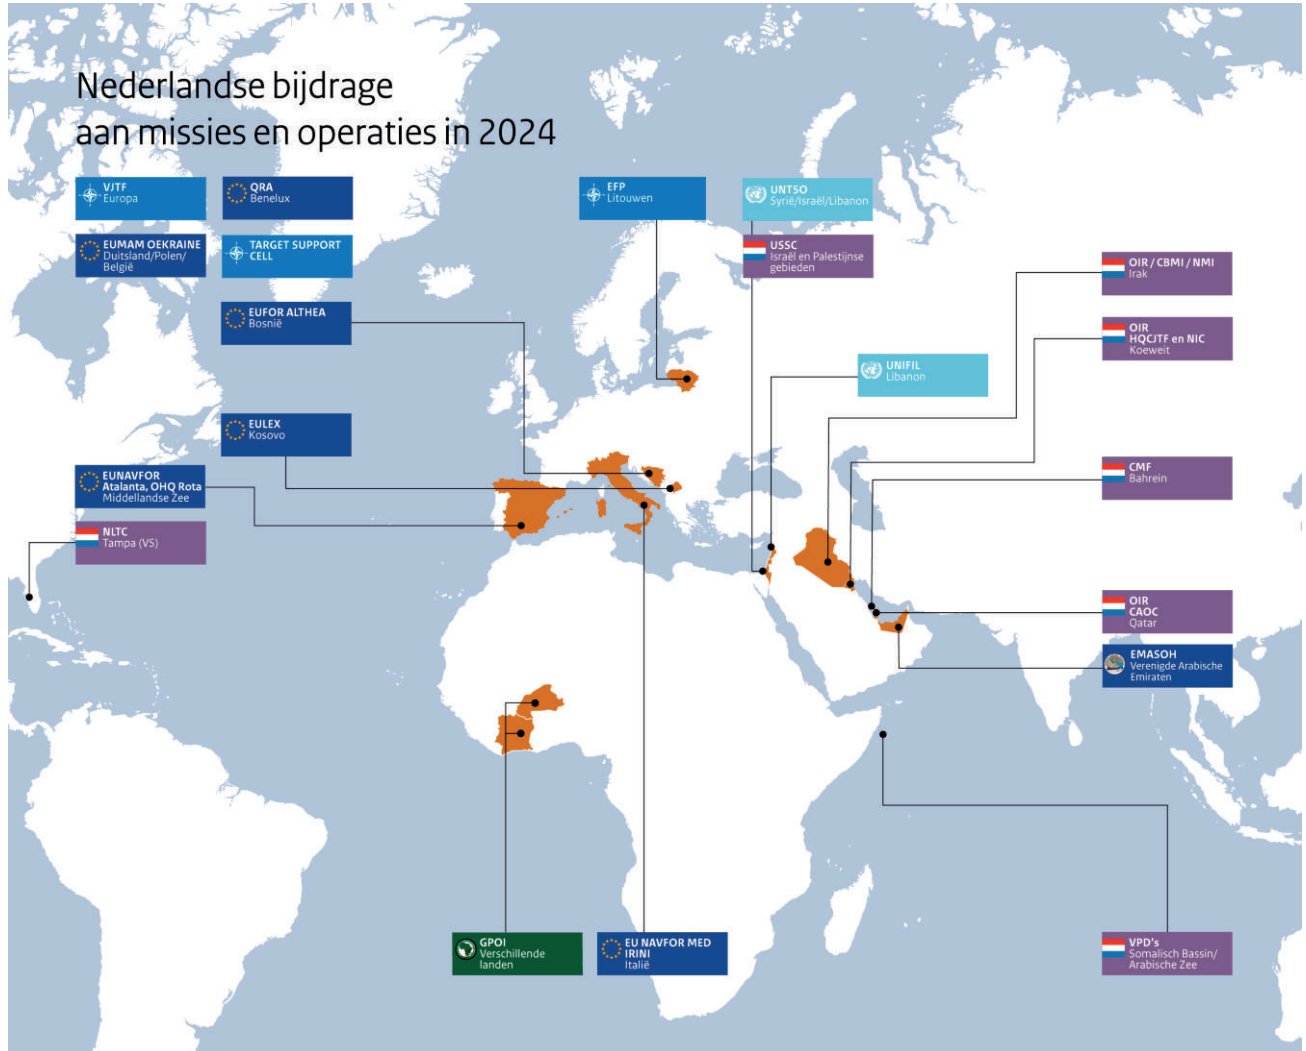 Nederlandse bijdrage
aan missies en operaties in 2024
VJTF
Europa
QRA
Benelux
EUMAM OEKRAINE
Duitsland/Polen/
België
TARGET SUPPORT
CELL
EUFOR ALTHEA
Bosnië
EULEX
Kosovo
EUNAVFOR
Atalanta, OHQ Rota
Middellandse Zee
NLTC
Tampa (VS)
EFP
Litouwen
UNTSO
Syrië/Israël/Libanon
USSC
Israël en Palestijnse
gebieden
UNIFIL
Libanon
OIR / CBMI / NMI
Irak
OIR
HQCJTF en NIC
Koeweit
CMF
Bahrein
OIR
CAOC
Qatar
EMASOH
Verenigde Arabische
Emiraten
GPOI
Verschillende
landen
EU NAVFOR MED
IRINI
Italië
VPD's
Somalisch Bassin/
Arabische Zee